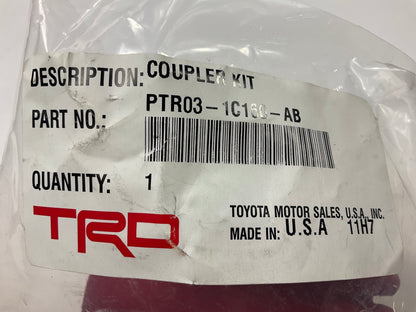 DESCRIPTION: COUPLER KIT
PART NO.: PTR03-1C160-AB
QUANTITY: 1
TRD
TOYOTA MOTOR SALES, U.S.A., INC.
MADE IN: U.S.A 11H7